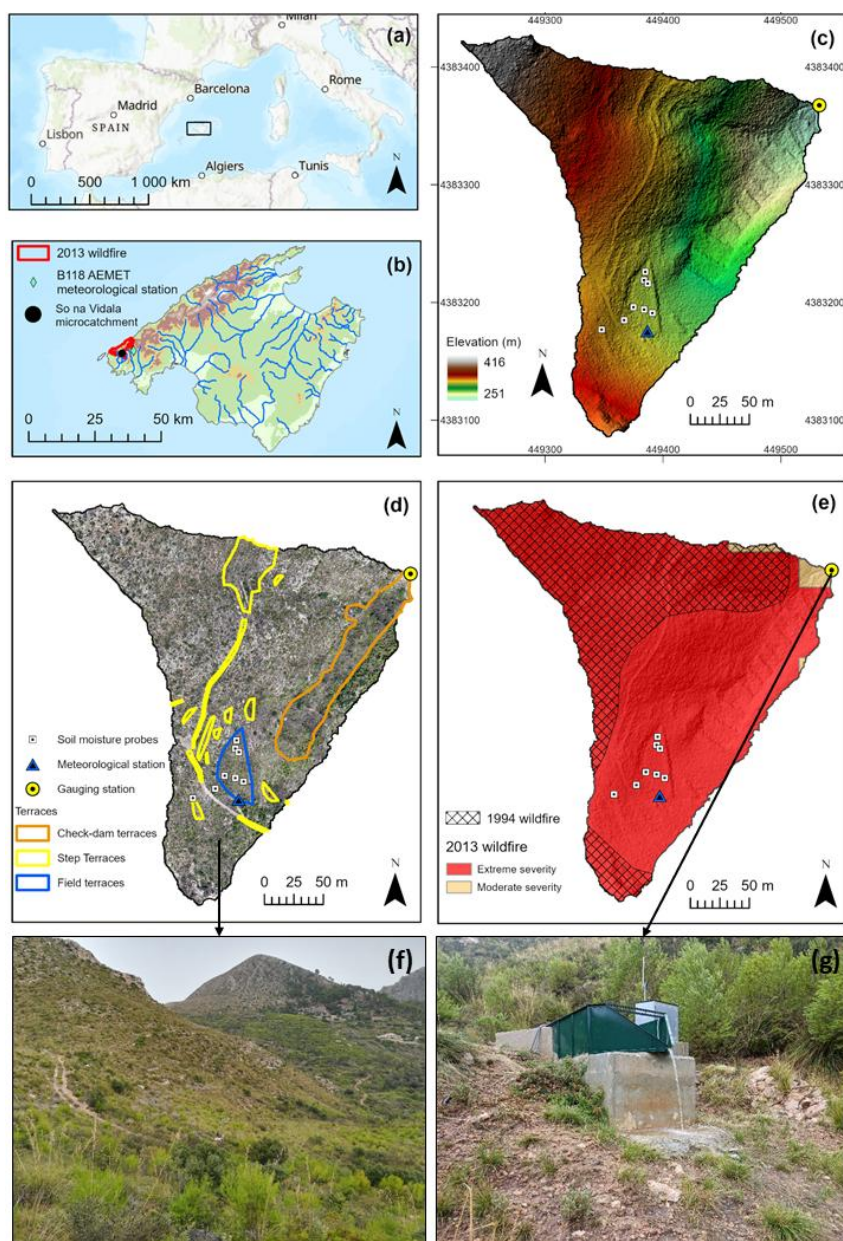 (a)
Milan
Barcelona
Rome
Madrid
SPAIN
Lisbon
Algiers
Tunis
N
0 500 1 000 km
(b)
2013 wildfire
B118 AEMET
meteorological station
So na Vidala
microcatchment
0 25 50 km
N
449300 449400 449500
(c)
4383400 4383400
4383300 4383300
4383200 4383200
4383100 4383100
Elevation (m)
416
251
N
0 25 50 m
449300 449400 449500
(d)
Soil moisture probes
Meteorological station
Gauging station
Terraces
Check-dam terraces
Step Terraces
Field terraces
N
0 25 50 m
(e)
1994 wildfire
2013 wildfire
Extreme severity
Moderate severity
N
0 25 50 m
(f)
(g)